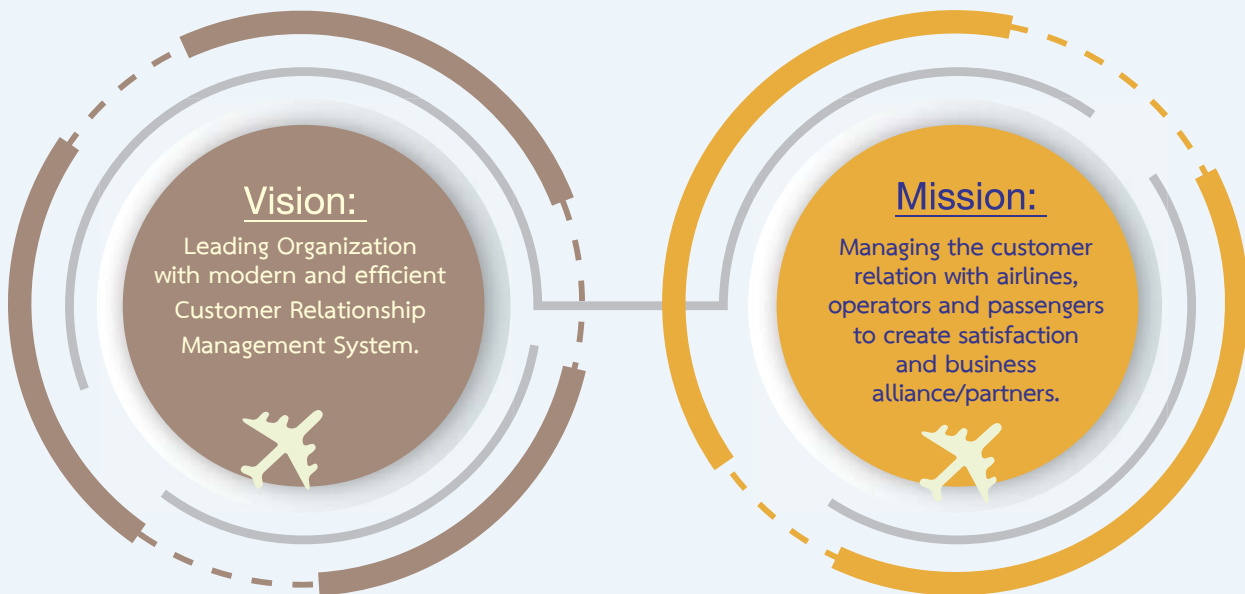 Vision:
Leading Organization
with modern and efficient
Customer Relationship
Management System.
Mission:
Managing the customer
relation with airlines,
operators and passengers
to create satisfaction
and business
alliance/partners.